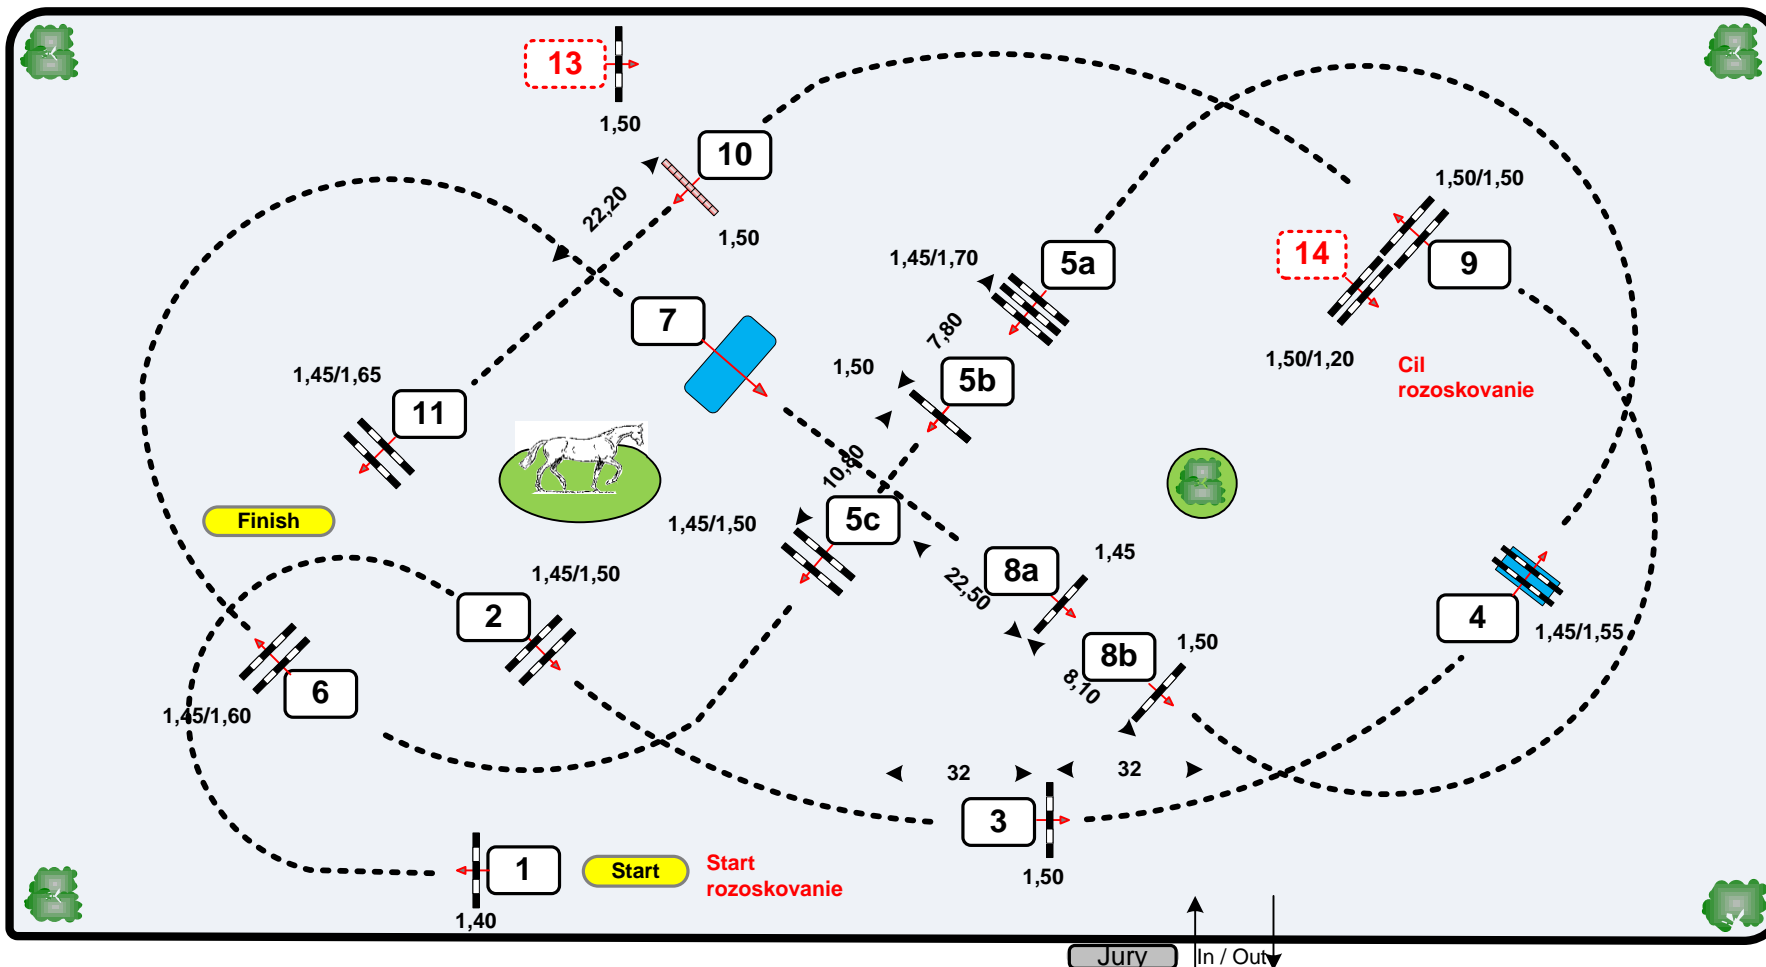 13
1,50
10
22,20
1,50
1,50/1,50
14
9
1,45/1,70
5a
7
7,80
1,50
5b
1,50/1,20
Cil
rozoskovanie
1,45/1,65
11
10,80
Finish
1,45/1,50
5c
1,45/1,50
2
22,50
8a
1,45
8b
1,50
8,10
4
1,45/1,55
6
1,45/1,60
32
32
3
1,50
1
Start
Start
rozoskovanie
1,40
Jury
In / Out